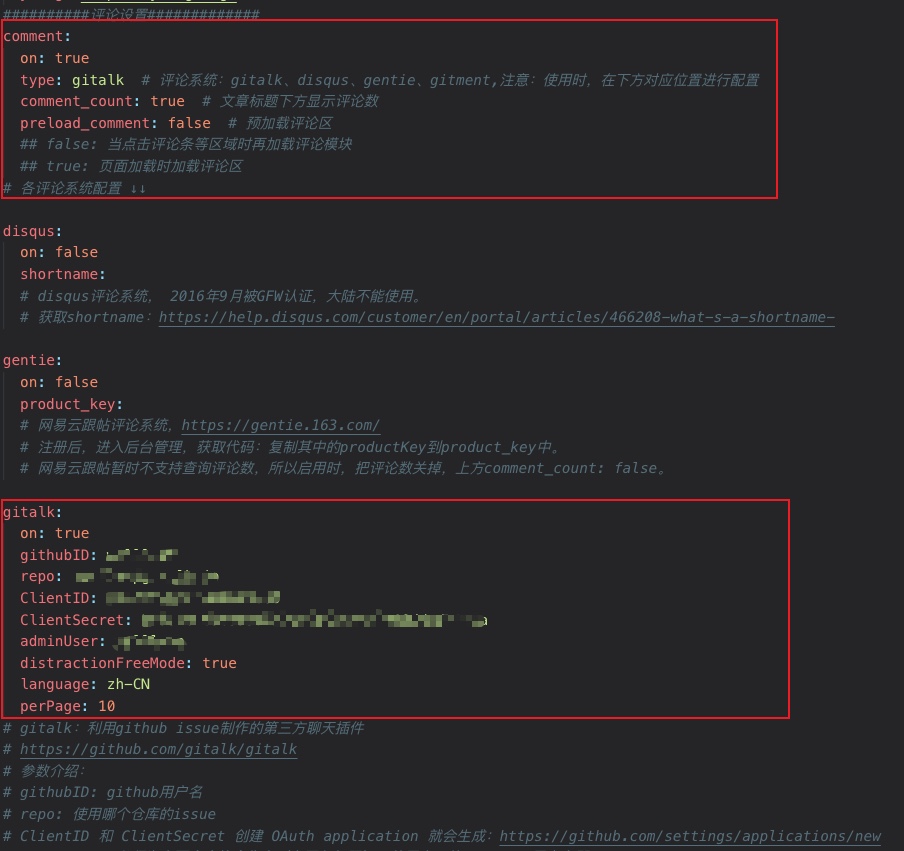 ##########评论设置#############
comment:
on: true
type: gitalk # 评论系统：gitalk、disqus、gentie、gitment,注意：使用时，在下方对应位置进行配置
comment_count: true # 文章标题下方显示评论数
preload_comment: false # 预加载评论区
## false: 当点击评论条等区域时再加载评论模块
## true: 页面加载时加载评论区
# 各评论系统配置 ↓↓
disqus:
on: false
shortname:
# disqus评论系统， 2016年9月被GFW认证，大陆不能使用。
# 获取shortname：https://help.disqus.com/customer/en/portal/articles/466208-what-s-a-shortname-
gentie:
on: false
product_key:
# 网易云跟帖评论系统，https://gentie.163.com/
# 注册后，进入后台管理，获取代码：复制其中的productKey到product_key中。
# 网易云跟帖暂时不支持查询评论数，所以启用时，把评论数关掉，上方comment_count: false。
gitalk:
on: true
githubID:
repo:
ClientID:
ClientSecret:
adminUser:
distractionFreeMode: true
language: zh-CN
perPage: 10
# gitalk：利用github issue制作的第三方聊天插件
# https://github.com/gitalk/gitalk
# 参数介绍：
# githubID: github用户名
# repo: 使用哪个仓库的issue
# ClientID 和 ClientSecret 创建 OAuth application 就会生成：https://github.com/settings/applications/new